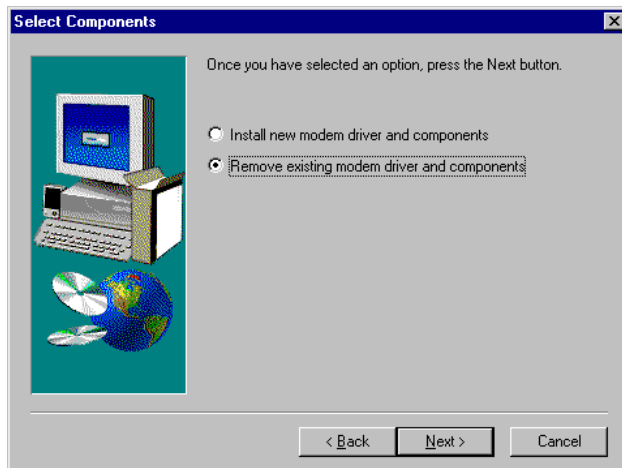 Select Components
Once you have selected an option, press the Next button.
Install new modem driver and components
Remove existing modem driver and components
< Back
Next >
Cancel